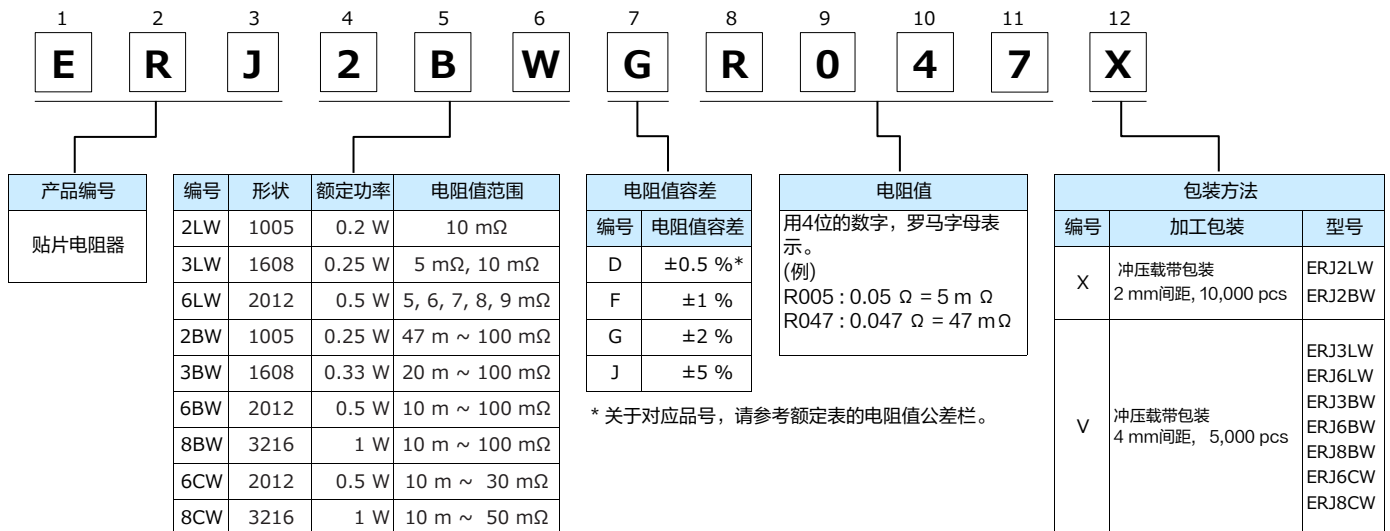 1 2 3 4 5 6 7 8 9 10 11 12
E R J 2 B W G R 0 4 7 X
产品编号
贴片电阻器
编号 形状 额定功率 电阻值范围
2LW 1005 0.2 W 10 mΩ
3LW 1608 0.25 W 5 mΩ, 10 mΩ
6LW 2012 0.5 W 5, 6, 7, 8, 9 mΩ
2BW 1005 0.25 W 47 m ~ 100 mΩ
3BW 1608 0.33 W 20 m ~ 100 mΩ
6BW 2012 0.5 W 10 m ~ 100 mΩ
8BW 3216 1 W 10 m ~ 100 mΩ
6CW 2012 0.5 W 10 m ~ 30 mΩ
8CW 3216 1 W 10 m ~ 50 mΩ
电阻值容差
编号 电阻值容差
D ±0.5 %*
F ±1 %
G ±2 %
J ±5 %
* 关于对应品号，请参考额定表的电阻值公差栏。
电阻值
用4位的数字，罗马字母表
示。
(例)
R005 : 0.05 Ω = 5 m Ω
R047 : 0.047 Ω = 47 mΩ
包装方法
编号 加工包装 型号
X
冲压载带包装
2 mm间距, 10,000 pcs
ERJ2LW
ERJ2BW
V
冲压载带包装
4 mm间距, 5,000 pcs
ERJ3LW
ERJ6LW
ERJ3BW
ERJ6BW
ERJ8BW
ERJ6CW
ERJ8CW